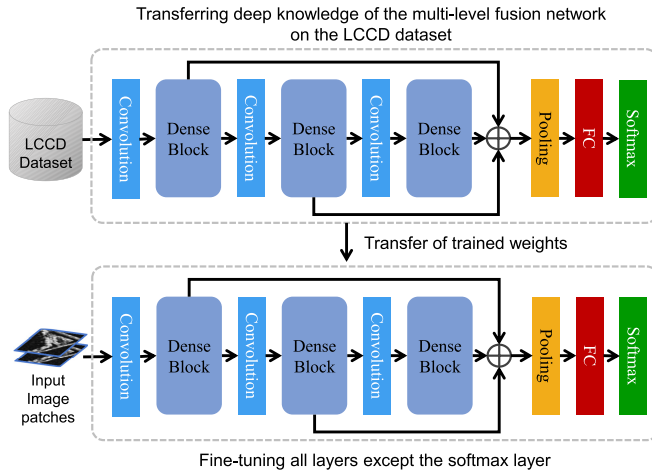 Transferring deep knowledge of the multi-level fusion network
on the LCCD dataset
LCCD
Dataset
Convolution
Dense
Block
Convolution
Dense
Block
Convolution
Dense
Block
Pooling
FC
Softmax
Transfer of trained weights
Input
Image
patches
Convolution
Dense
Block
Convolution
Dense
Block
Convolution
Dense
Block
Pooling
FC
Softmax
Fine-tuning all layers except the softmax layer